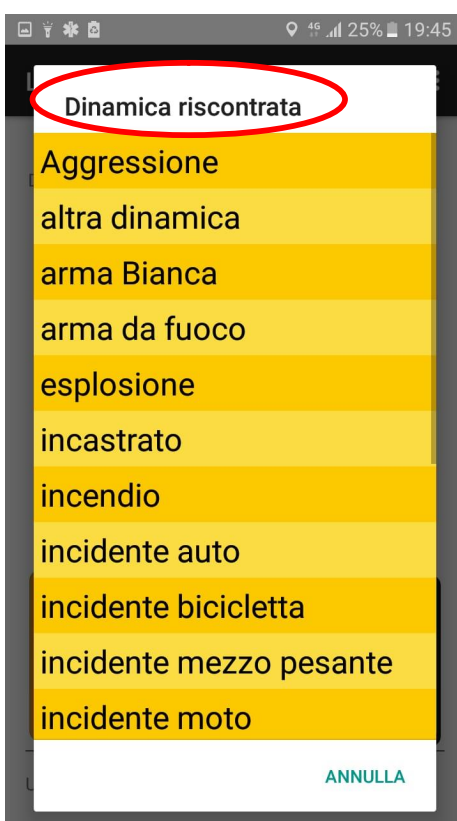 4G 25% 19:45
Dinamica riscontrata
Aggressione
altra dinamica
arma Bianca
arma da fuoco
esplosione
incastrato
incendio
incidente auto
incidente bicicletta
incidente mezzo pesante
incidente moto
ANNULLA